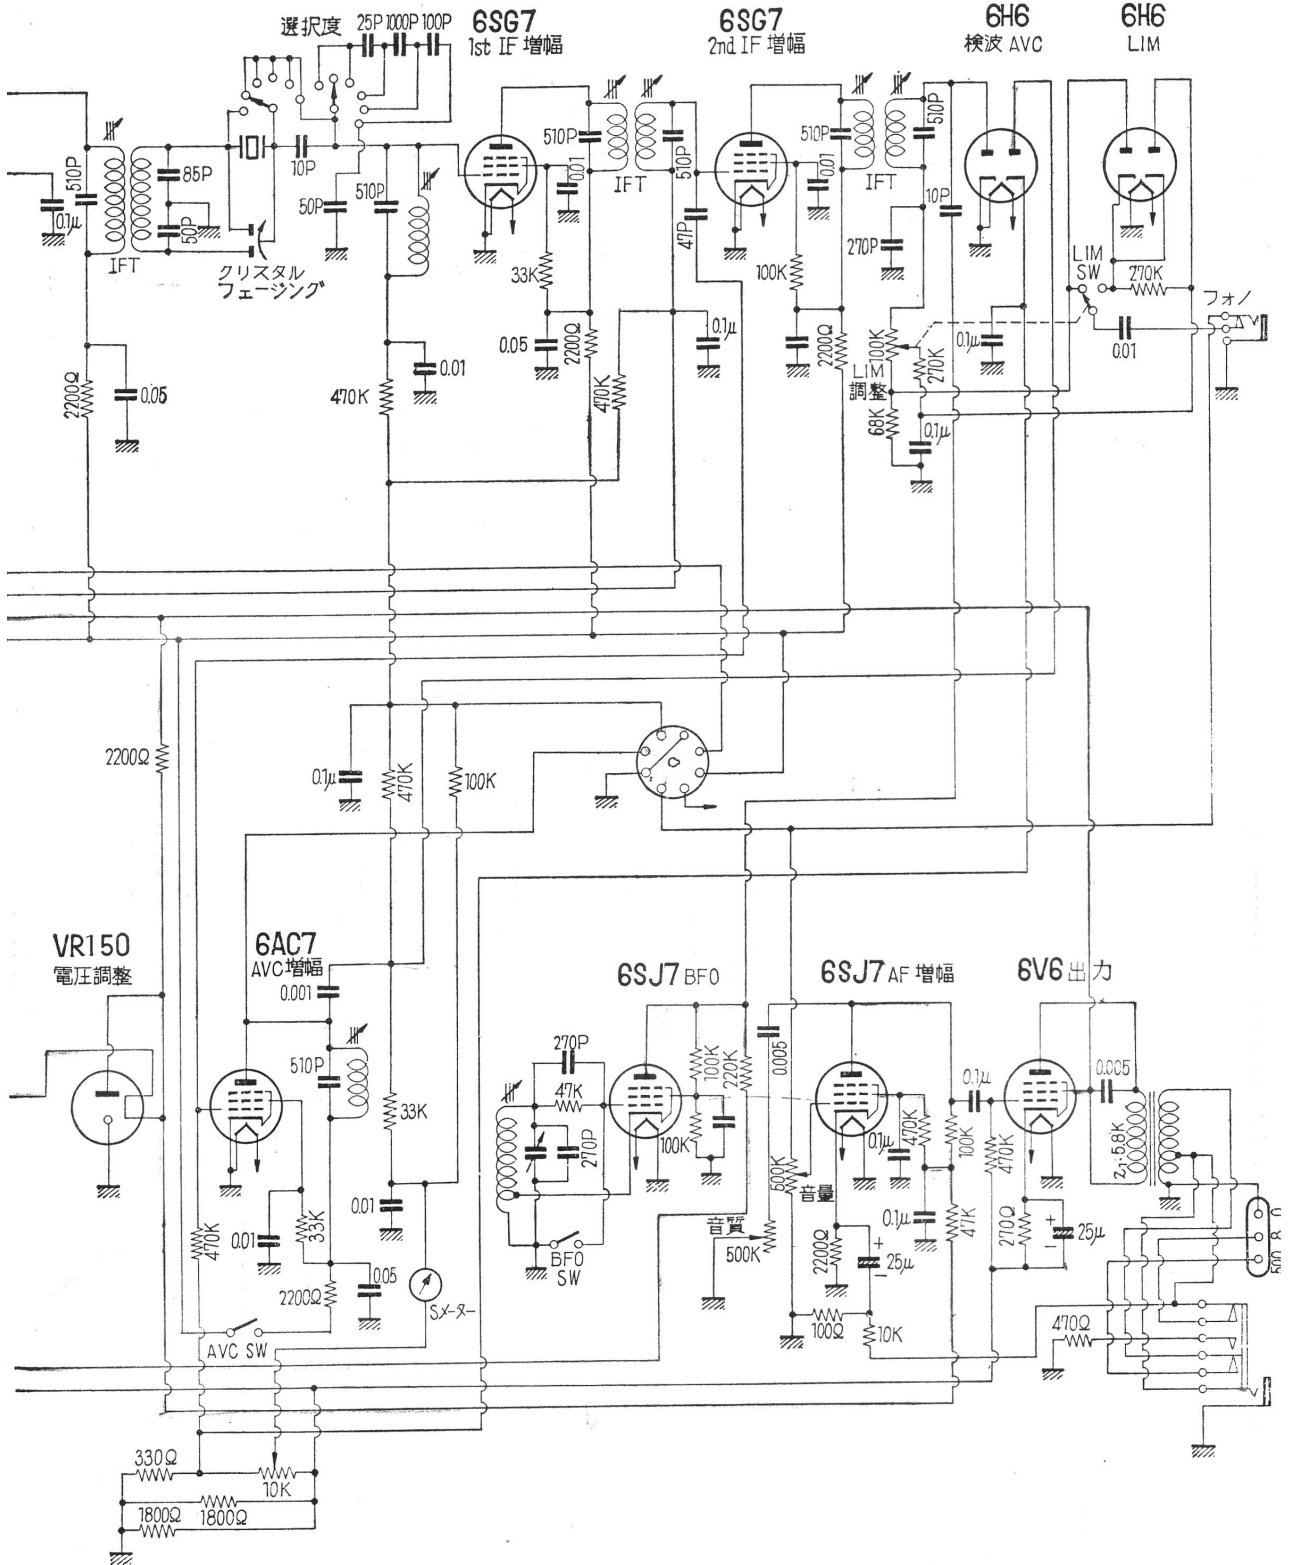 選択度
25P 1000P 100P
6SG7
1st IF 増幅
6SG7
2nd IF 増幅
6H6
検波 AVC
6H6
LIM
510P
0.1μ
85P
50P
IFT
10P
クリスタル
フェージング
50P
510P
0.01
33K
510P
IFT
510P
47P
0.01
100K
510P
IFT
510P
10P
270P
LIM
SW
270K
フォノ
0.01
2200Ω
0.05
470K
0.01
0.05
2200Ω
470K
0.1μ
2200Ω
100K
LIM
調整
270K
68K
0.1μ
0.1μ
2200Ω
0.1μ
470K
100K
VR150
電圧調整
6AC7
AVC増幅
0.001
510P
33K
6SJ7 BFO
270P
47K
270P
100K
100K
220K
6SJ7 AF 増幅
0.005
500K
音量
0.1μ
470K
100K
0.1μ
6V6 出力
0.005
Z1:5.8K
470K
0.01
33K
470K
0.01
0.05
2200Ω
Sメーター
AVC SW
BFO
SW
音質
500K
2200Ω
+
−
25μ
0.1μ
47K
270Ω
+
−
25μ
0
8
600
100Ω
10K
470Ω
330Ω
10K
1800Ω
1800Ω